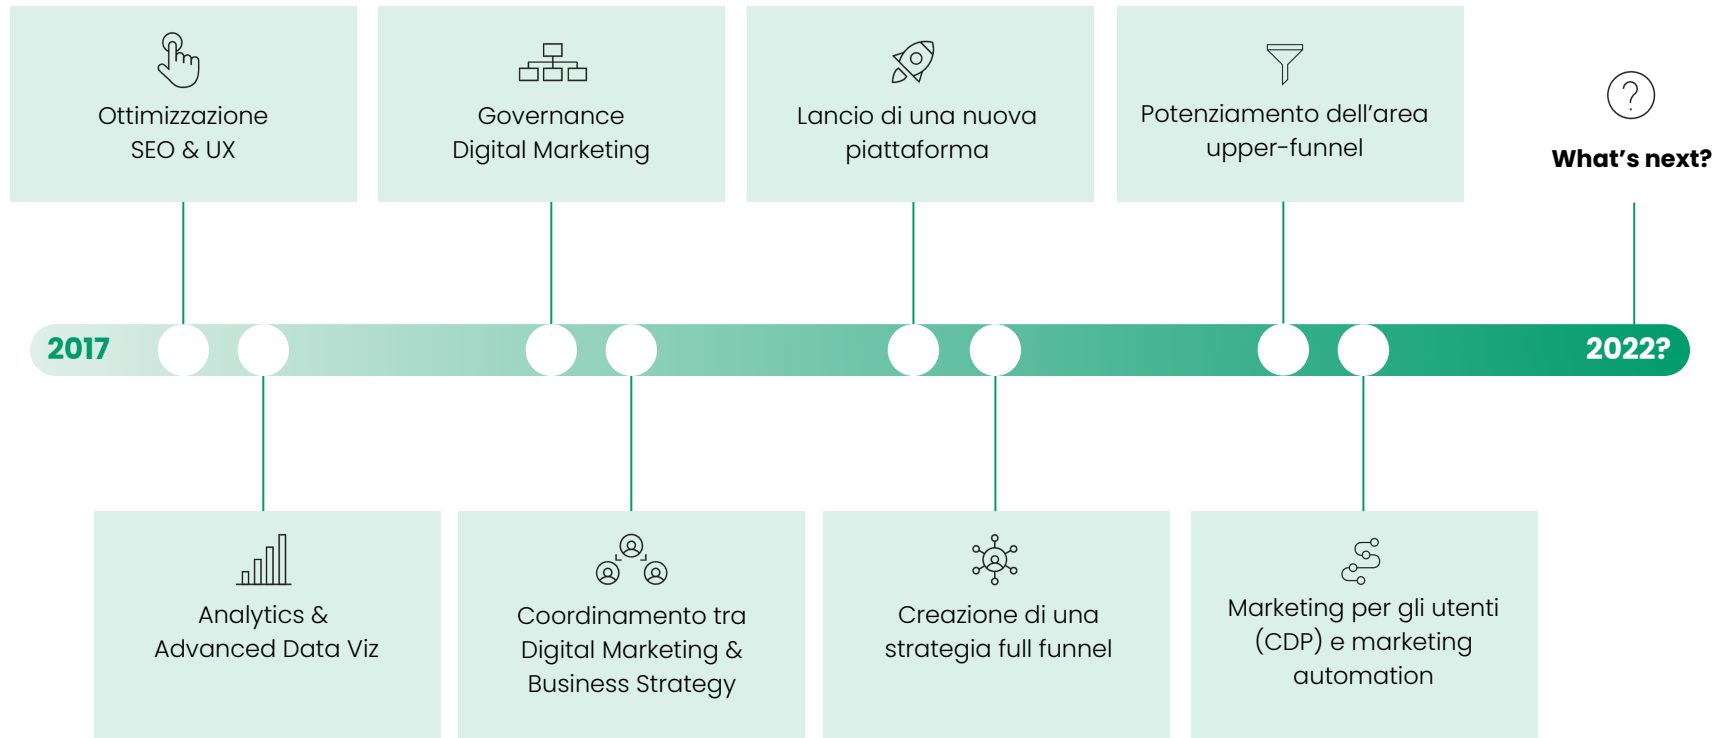 Ottimizzazione
SEO & UX
Governance
Digital Marketing
Lancio di una nuova
piattaforma
Potenziamento dell'area
upper-funnel
?
What's next?
2017
2022?
Analytics &
Advanced Data Viz
Coordinamento tra
Digital Marketing &
Business Strategy
Creazione di una
strategia full funnel
Marketing per gli utenti
(CDP) e marketing
automation